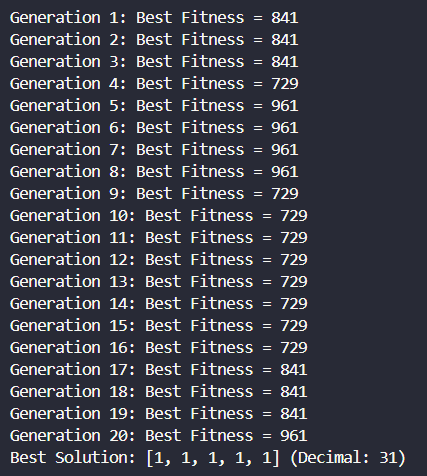 Generation 1: Best Fitness = 841
Generation 2: Best Fitness = 841
Generation 3: Best Fitness = 841
Generation 4: Best Fitness = 729
Generation 5: Best Fitness = 961
Generation 6: Best Fitness = 961
Generation 7: Best Fitness = 961
Generation 8: Best Fitness = 961
Generation 9: Best Fitness = 729
Generation 10: Best Fitness = 729
Generation 11: Best Fitness = 729
Generation 12: Best Fitness = 729
Generation 13: Best Fitness = 729
Generation 14: Best Fitness = 729
Generation 15: Best Fitness = 729
Generation 16: Best Fitness = 729
Generation 17: Best Fitness = 841
Generation 18: Best Fitness = 841
Generation 19: Best Fitness = 841
Generation 20: Best Fitness = 961
Best Solution: [1, 1, 1, 1, 1] (Decimal: 31)